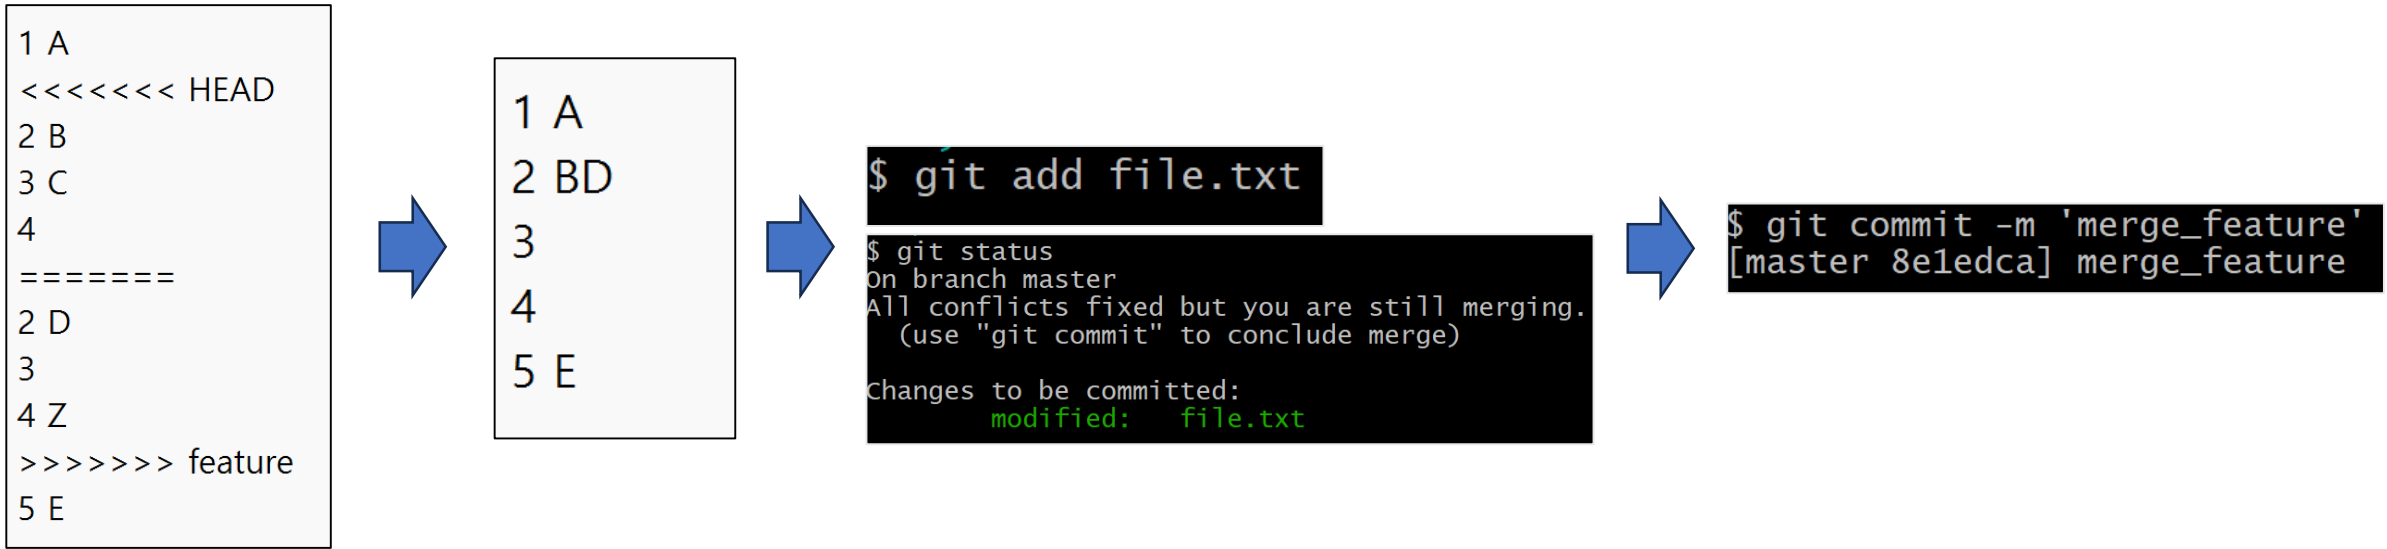 1 A
<<<<<<< HEAD
2 B
3 C
4
=======
2 D
3
4 Z
>>>>>>> feature
5 E
1 A
2 BD
3
4
5 E
$ git add file.txt
$ git status
On branch master
All conflicts fixed but you are still merging.
(use "git commit" to conclude merge)
Changes to be committed:
modified: file.txt
$ git commit -m 'merge_feature'
[master 8e1edca] merge_feature